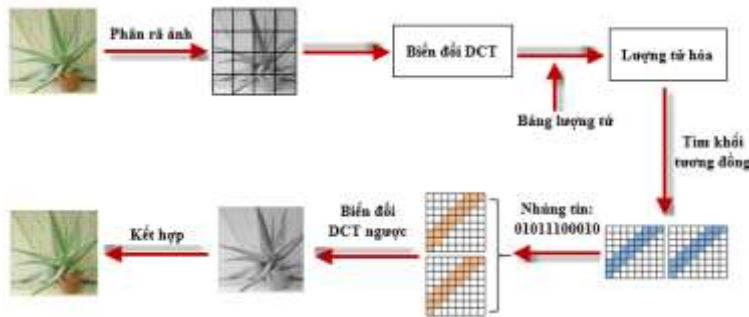 Phân rã ảnh
Biến đổi DCT
Lượng tử hóa
Bảng lượng tử
Tìm khối
tương đồng
Nhúng tin:
01011100010
Biến đổi
DCT ngược
Kết hợp